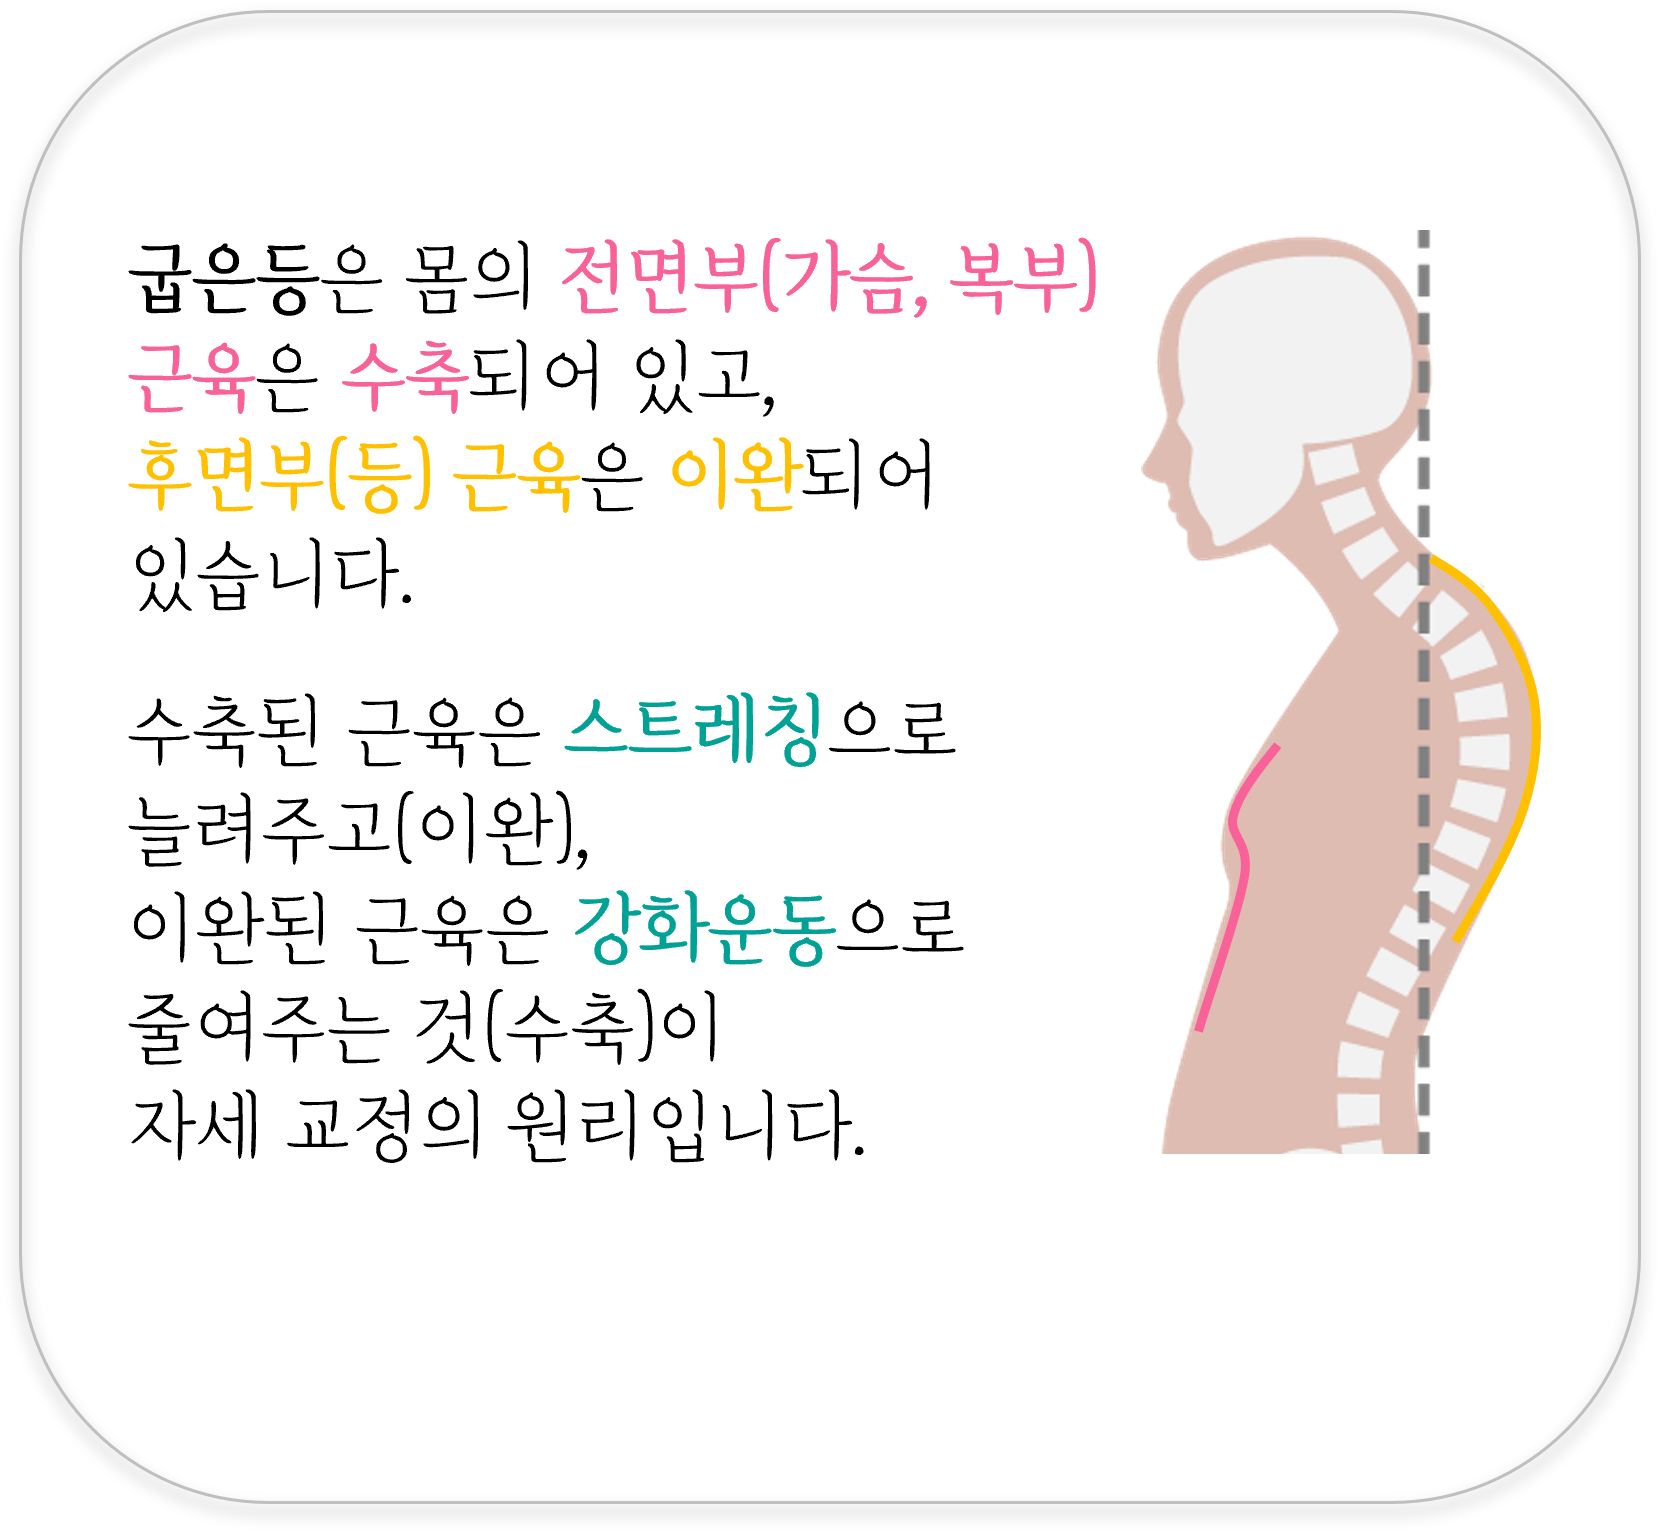 굽은등은 몸의 전면부(가슴, 복부)
근육은 수축되어 있고,
후면부(등) 근육은 이완되어
있습니다.
수축된 근육은 스트레칭으로
늘려주고(이완),
이완된 근육은 강화운동으로
줄여주는 것(수축)이
자세 교정의 원리입니다.